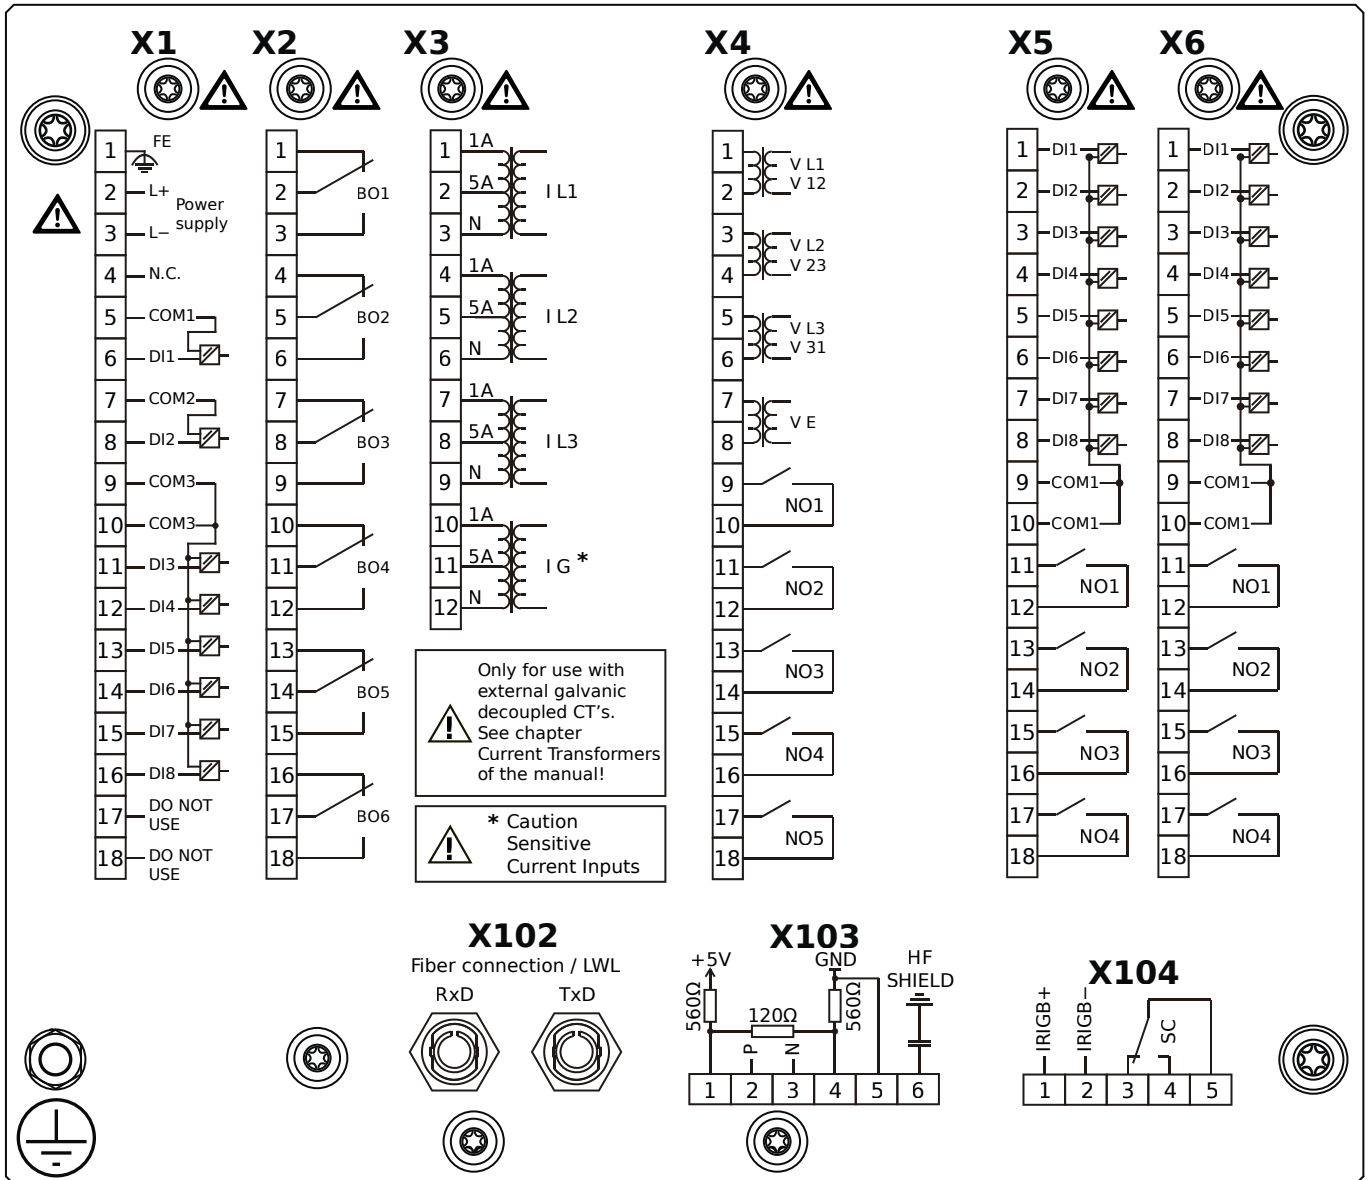 X1
1 FE
2 L+
Power
supply
3 L−
4 N.C.
5 COM1
6 DI1
7 COM2
8 DI2
9 COM3
10 COM3
11 DI3
12 DI4
13 DI5
14 DI6
15 DI7
16 DI8
17 DO NOT
USE
18 DO NOT
USE
X2
1
2 BO1
3
4
5 BO2
6
7
8 BO3
9
10
11 BO4
12
13
14 BO5
15
16
17 BO6
18
X3
1 1A
2 5A I L1
3 N
4 1A
5 5A I L2
6 N
7 1A
8 5A I L3
9 N
10 1A
11 5A I G *
12 N
Only for use with
external galvanic
decoupled CT's.
See chapter
Current Transformers
of the manual!
* Caution
Sensitive
Current Inputs
X4
1 V L1
2 V 12
3 V L2
4 V 23
5 V L3
6 V 31
7 V E
8
9 NO1
10
11 NO2
12
13 NO3
14
15 NO4
16
17 NO5
18
X5
1 DI1
2 DI2
3 DI3
4 DI4
5 DI5
6 DI6
7 DI7
8 DI8
9 COM1
10 COM1
11 NO1
12
13 NO2
14
15 NO3
16
17 NO4
18
X6
1 DI1
2 DI2
3 DI3
4 DI4
5 DI5
6 DI6
7 DI7
8 DI8
9 COM1
10 COM1
11 NO1
12
13 NO2
14
15 NO3
16
17 NO4
18
X102
Fiber connection / LWL
RxD TxD
X103
+5V GND HF
SHIELD
560Ω 120Ω 560Ω
P N
1 2 3 4 5 6
X104
IRIGB+ IRIGB− SC
1 2 3 4 5